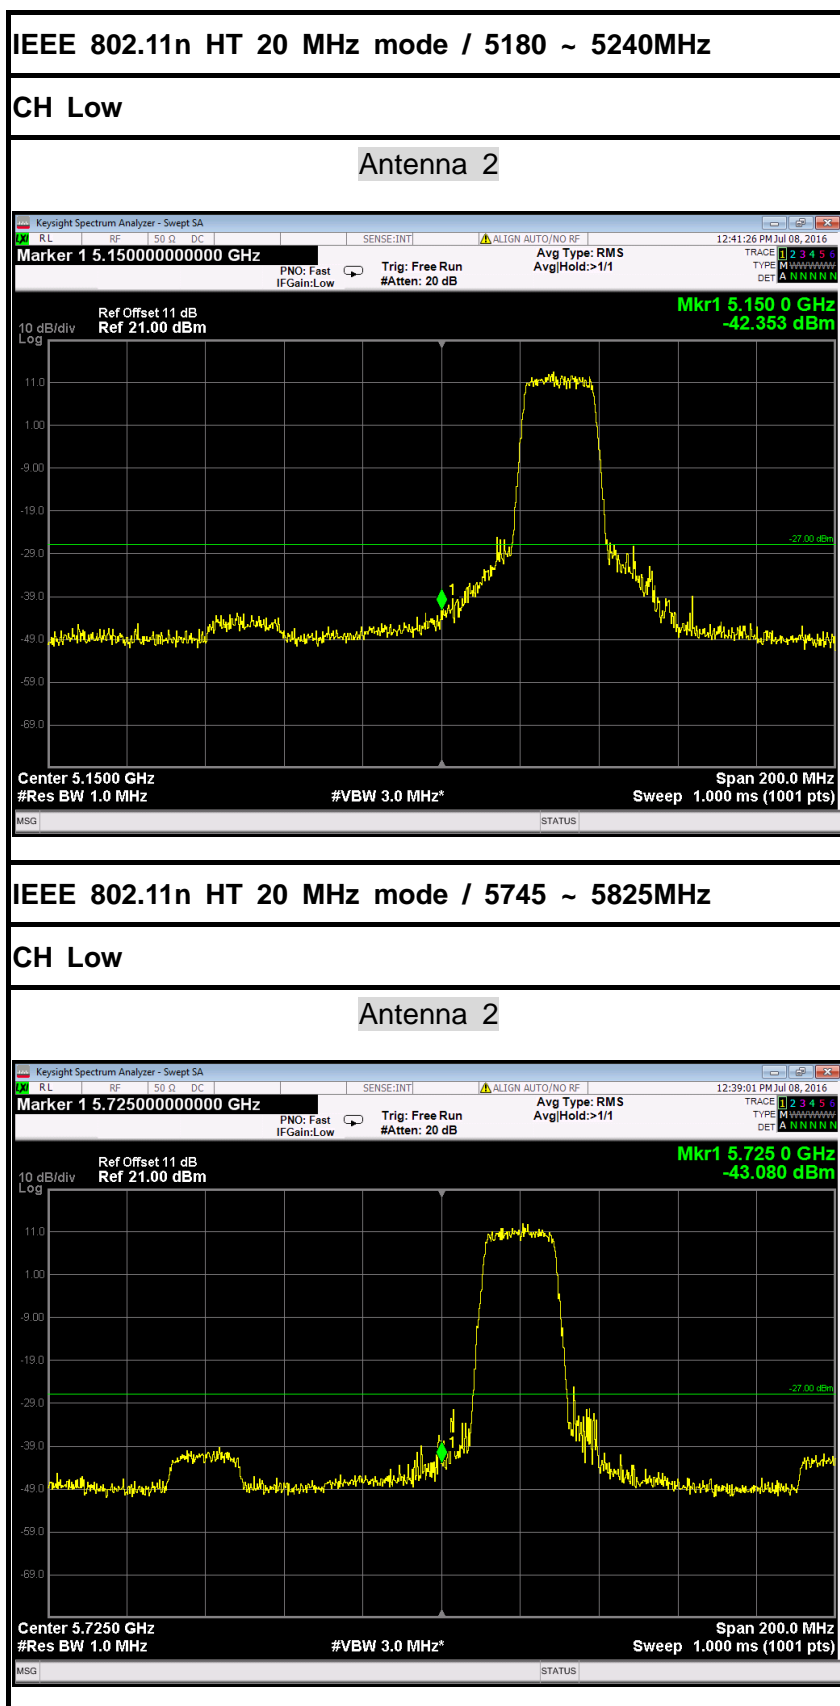 IEEE 802.11n HT 20 MHz mode / 5180 ~ 5240MHz
CH Low
Antenna 2
Keysight Spectrum Analyzer - Swept SA
LXI RL RF 50 Ω DC SENSE:INT ALIGN AUTO/NO RF 12:41:26 PM Jul 08, 2016
Marker 1 5.150000000000 GHz
PNO: Fast
IFGain:Low
Trig: Free Run
#Atten: 20 dB
Avg Type: RMS
Avg|Hold:>1/1
TRACE 1 2 3 4 5 6
TYPE M WWWWW
DET A N N N N N
Mkr1 5.150 0 GHz
-42.353 dBm
Ref Offset 11 dB
10 dB/div Ref 21.00 dBm
Log
11.0
1.00
-9.00
-19.0
-27.00 dBm
-29.0
-39.0
1
-49.0
-59.0
-69.0
Center 5.1500 GHz Span 200.0 MHz
#Res BW 1.0 MHz #VBW 3.0 MHz* Sweep 1.000 ms (1001 pts)
MSG STATUS
IEEE 802.11n HT 20 MHz mode / 5745 ~ 5825MHz
CH Low
Antenna 2
Keysight Spectrum Analyzer - Swept SA
LXI RL RF 50 Ω DC SENSE:INT ALIGN AUTO/NO RF 12:39:01 PM Jul 08, 2016
Marker 1 5.725000000000 GHz
PNO: Fast
IFGain:Low
Trig: Free Run
#Atten: 20 dB
Avg Type: RMS
Avg|Hold:>1/1
TRACE 1 2 3 4 5 6
TYPE M WWWWW
DET A N N N N N
Mkr1 5.725 0 GHz
-43.080 dBm
Ref Offset 11 dB
10 dB/div Ref 21.00 dBm
Log
11.0
1.00
-9.00
-19.0
-27.00 dBm
-29.0
-39.0
1
-49.0
-59.0
-69.0
Center 5.7250 GHz Span 200.0 MHz
#Res BW 1.0 MHz #VBW 3.0 MHz* Sweep 1.000 ms (1001 pts)
MSG STATUS